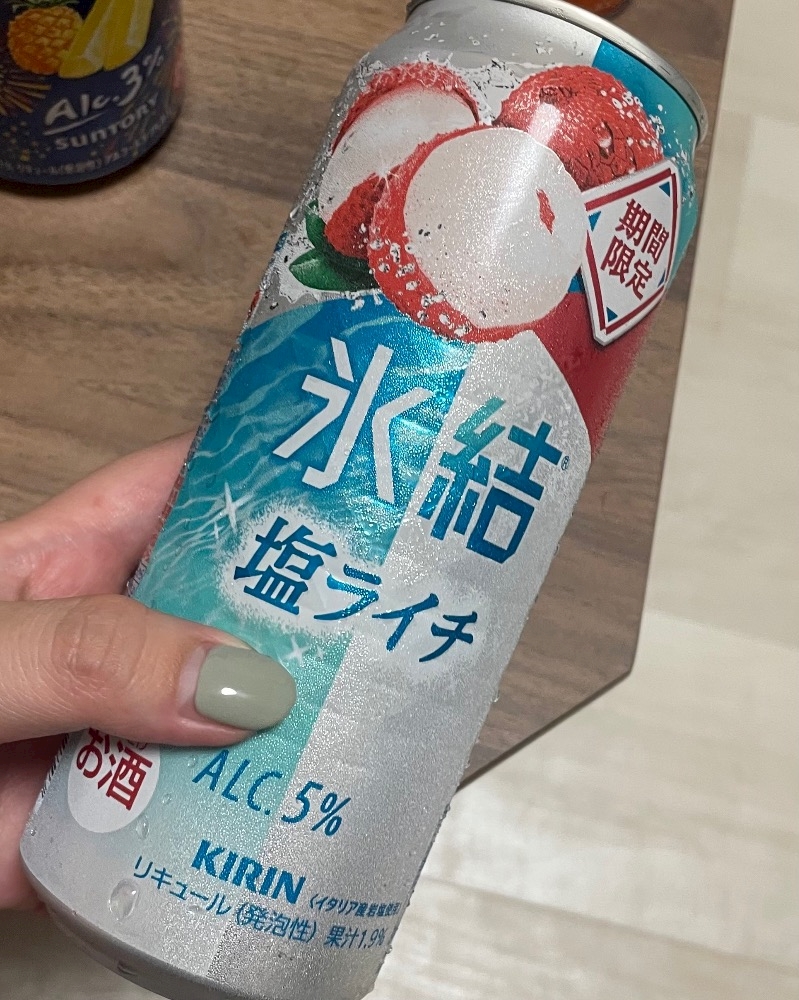 Alc.3%
SUNTORY
期間
限定
氷結®
塩ライチ
お酒
ALC.5%
KIRIN
〈イタリア産岩塩使用〉
リキュール(発泡性) 果汁1.9%